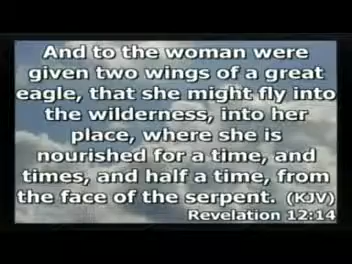 And to the woman were
given two wings of a great
eagle, that she might fly into
the wilderness, into her
place, where she is
nourished for a time, and
times, and half a time, from
the face of the serpent. (KJV)
Revelation 12:14